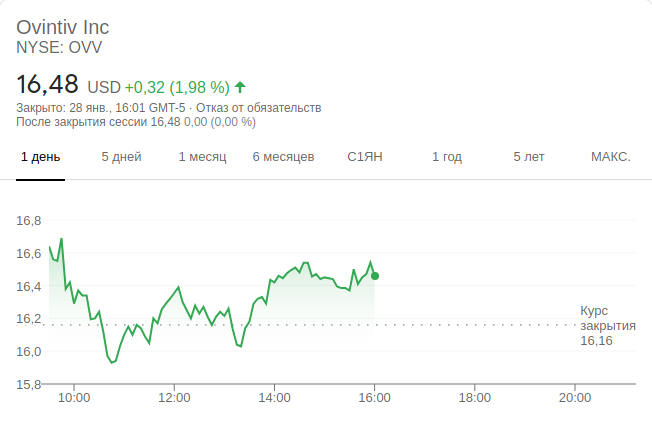 Ovintiv Inc
NYSE: OVV
16,48 USD +0,32 (1,98 %)
Закрыто: 28 янв., 16:01 GMT-5 · Отказ от обязательств
После закрытия сессии 16,48 0,00 (0,00 %)
1 день 5 дней 1 месяц 6 месяцев С1ЯН 1 год 5 лет МАКС.
16,8
16,6
16,4
16,2
16,0
15,8
Курс
закрытия
16,16
10:00 12:00 14:00 16:00 18:00 20:00